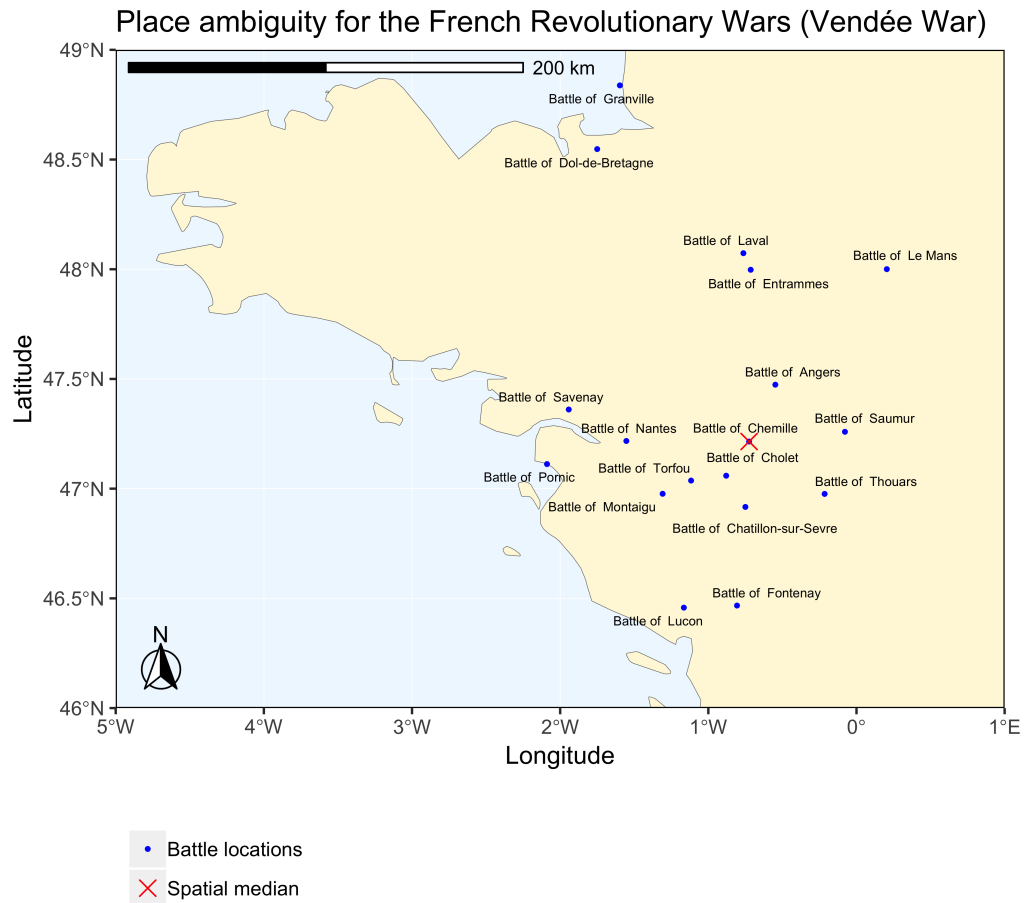 Place ambiguity for the French Revolutionary Wars (Vendée War)
49°N
200 km
Battle of Granville
48.5°N
Battle of Dol-de-Bretagne
Battle of Laval
Battle of Le Mans
48°N
Battle of Entrammes
Battle of Angers
47.5°N
Battle of Savenay
Battle of Saumur
Battle of Nantes
Battle of Chemille
Battle of Cholet
Battle of Torfou
Battle of Pornic
Battle of Thouars
47°N
Battle of Montaigu
Battle of Chatillon-sur-Sevre
46.5°N
Battle of Fontenay
Battle of Lucon
N
46°N
5°W 4°W 3°W 2°W 1°W 0° 1°E
Longitude
Latitude
Battle locations
Spatial median